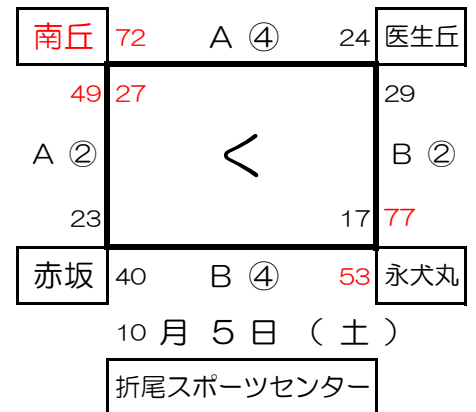 南丘 72 A ④ 24 医生丘
49 27 29
A ② く B ②
23 17 77
赤坂 40 B ④ 53 永犬丸
10 月 5 日 ( 土 )
折尾スポーツセンター